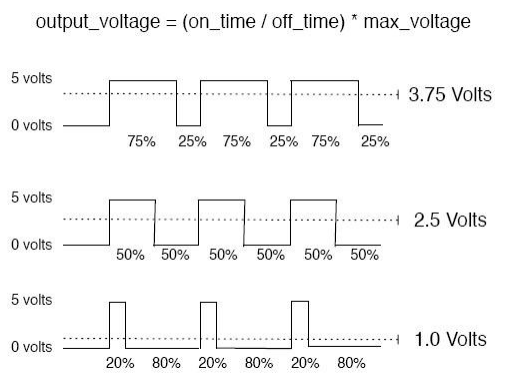 output_voltage = (on_time / off_time) * max_voltage
5 volts
3.75 Volts
0 volts
75% 25% 75% 25% 75% 25%
5 volts
2.5 Volts
0 volts
50% 50% 50% 50% 50% 50%
5 volts
1.0 Volts
0 volts
20% 80% 20% 80% 20% 80%